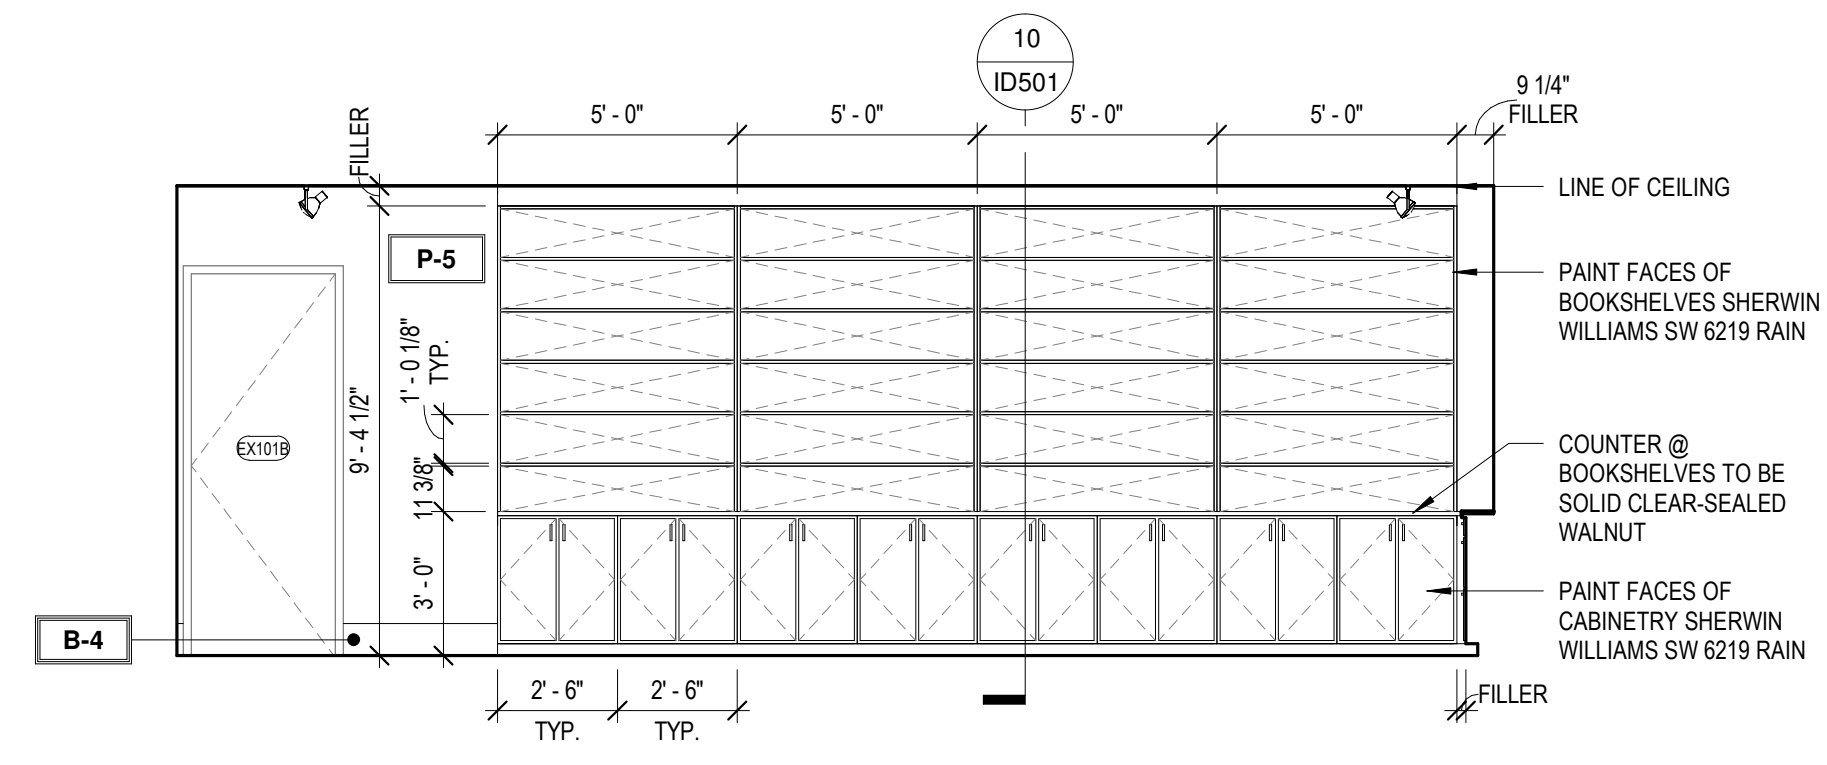 10
ID501
5' - 0"
5' - 0"
5' - 0"
5' - 0"
9 1/4"
FILLER
FILLER
LINE OF CEILING
P-5
PAINT FACES OF
BOOKSHELVES SHERWIN
WILLIAMS SW 6219 RAIN
1' - 0 1/8"
TYP.
9' - 4 1/2"
EX101B
11 3/8"
COUNTER @
BOOKSHELVES TO BE
SOLID CLEAR-SEALED
WALNUT
3' - 0"
PAINT FACES OF
CABINETRY SHERWIN
WILLIAMS SW 6219 RAIN
B-4
2' - 6"
TYP.
2' - 6"
TYP.
FILLER